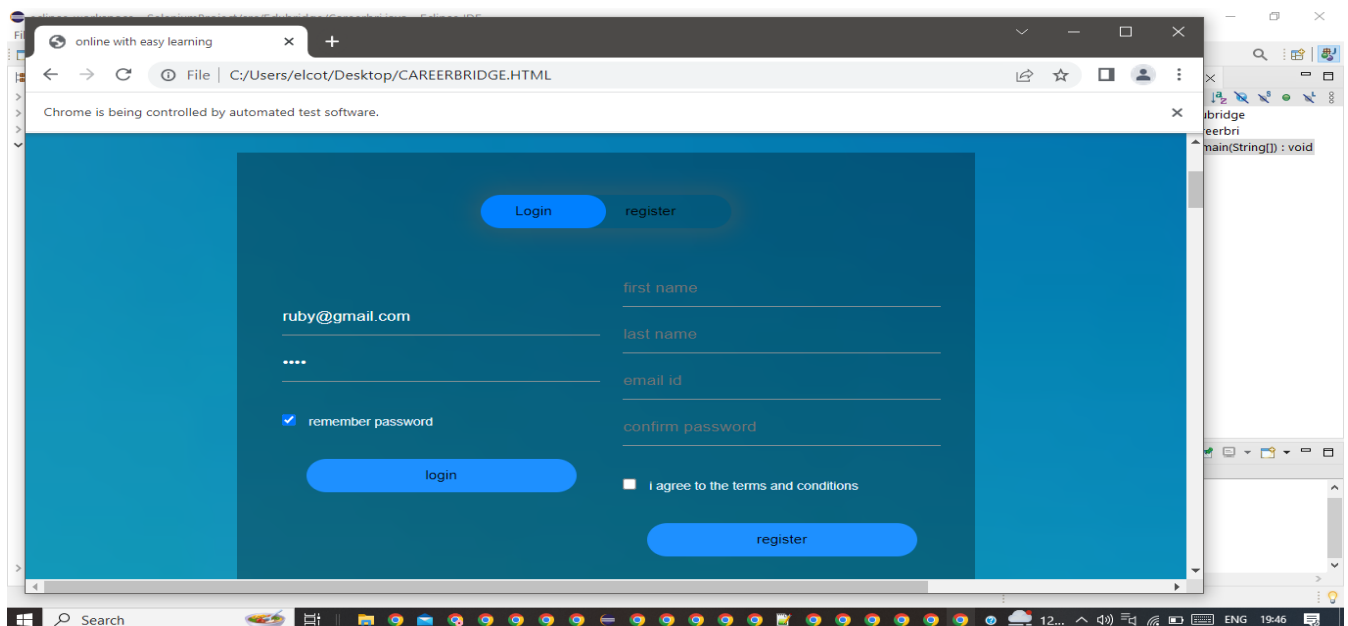 online with easy learning
File C:/Users/elcot/Desktop/CAREERBRIDGE.HTML
Chrome is being controlled by automated test software.
main(String[]) : void
Login register
ruby@gmail.com
••••
remember password
login
first name
last name
email id
confirm password
i agree to the terms and conditions
register
Search
12... ENG 19:46